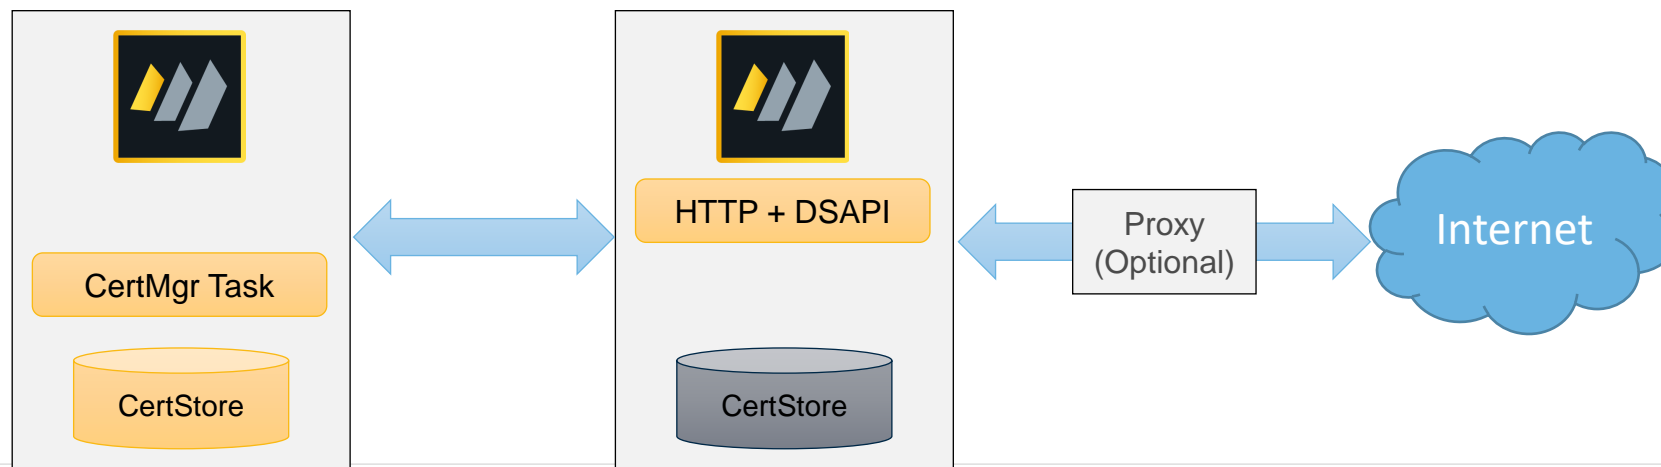 CertMgr Task
CertStore
HTTP + DSAPI
CertStore
Proxy
(Optional)
Internet